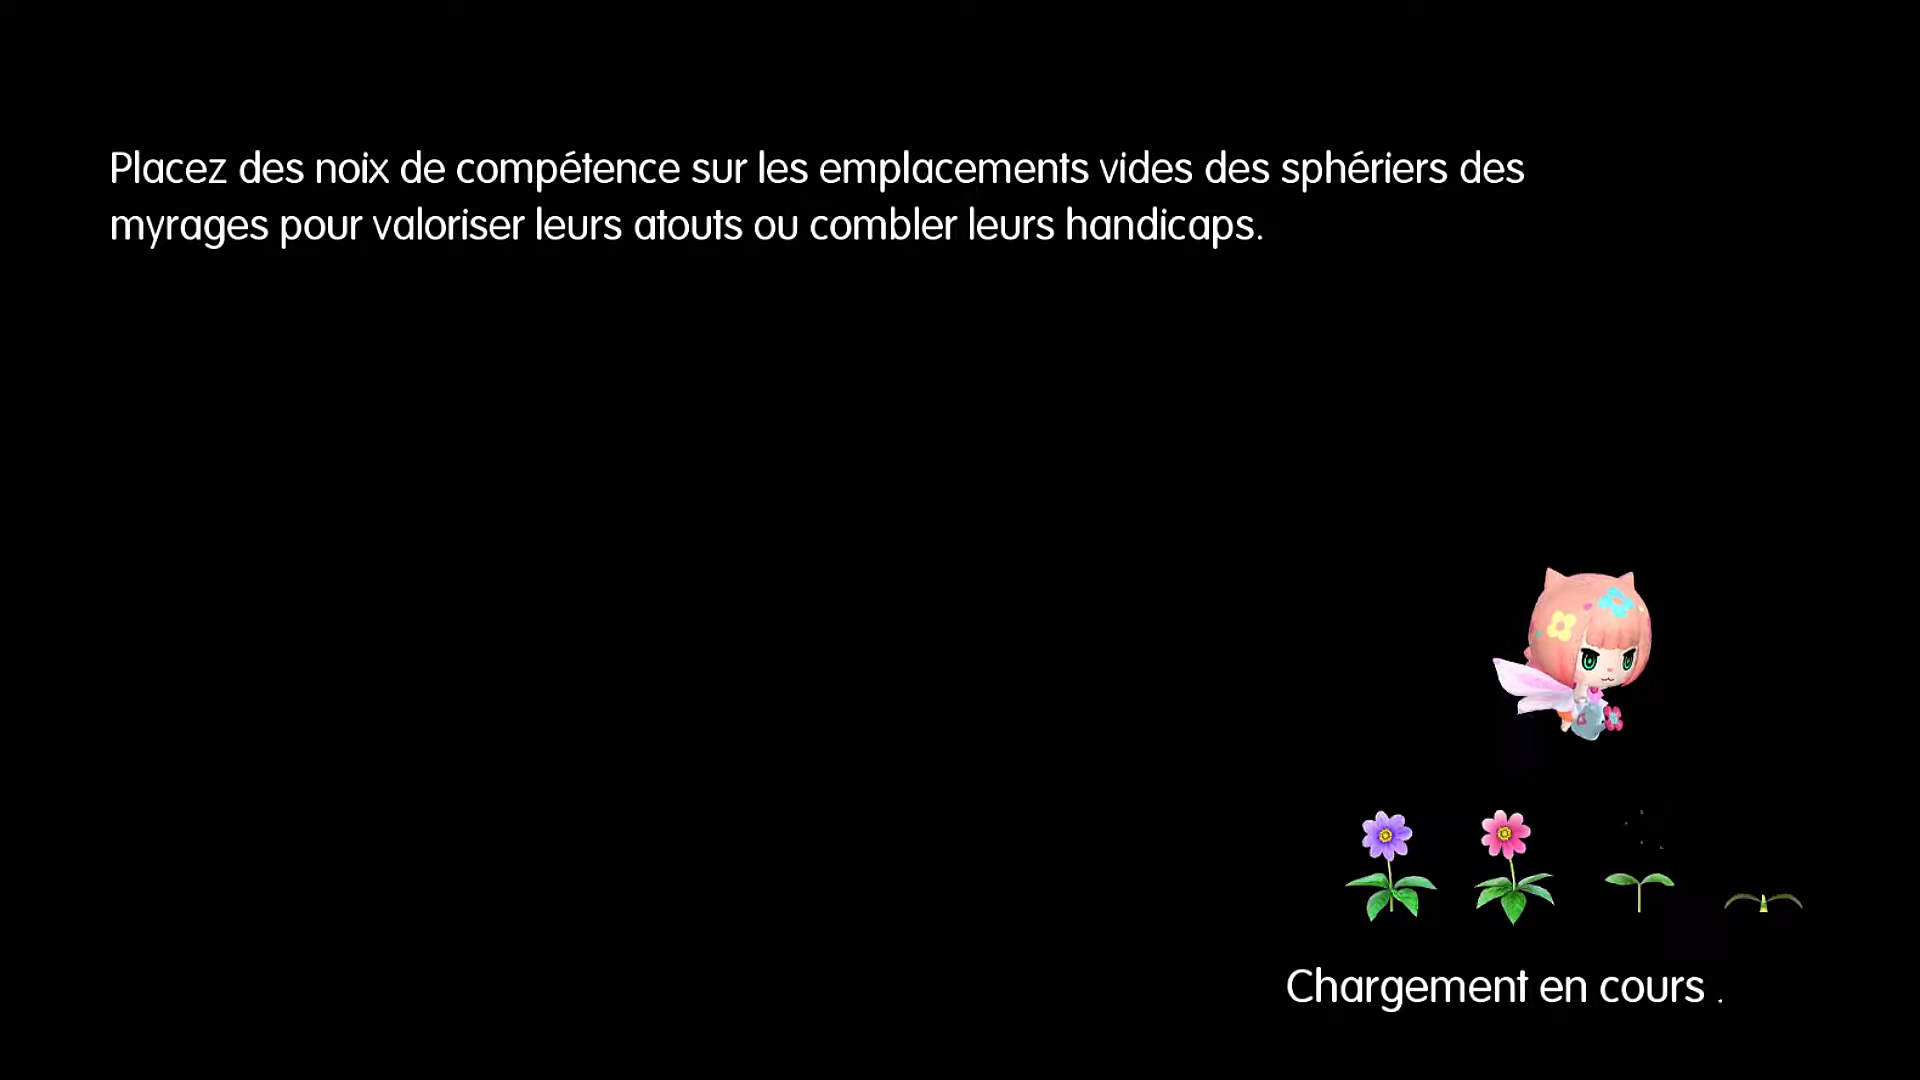 Placez des noix de compétence sur les emplacements vides des sphériers des
myrages pour valoriser leurs atouts ou combler leurs handicaps.
Chargement en cours .